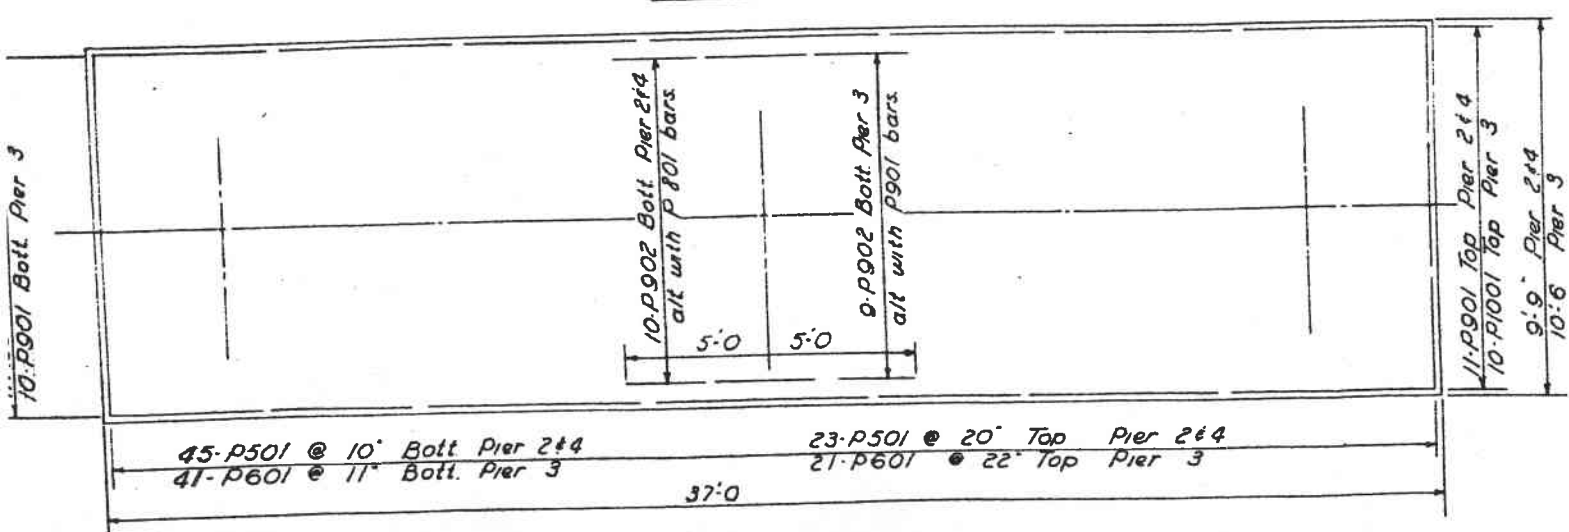 10-P901 Bott. Pier 3
10-P902 Bott. Pier 2&4
alt with P801 bars.
9-P902 Bott. Pier 3
alt with P901 bars.
11-P901 Top Pier 2&4
10-P1001 Top Pier 3
9'-9" Pier 2&4
10'-6 Pier 3
5'-0 5'-0
45-P501 @ 10" Bott Pier 2&4
41-P601 @ 11" Bott. Pier 3
23-P501 @ 20" Top Pier 2&4
21-P601 @ 22" Top Pier 3
37'-0